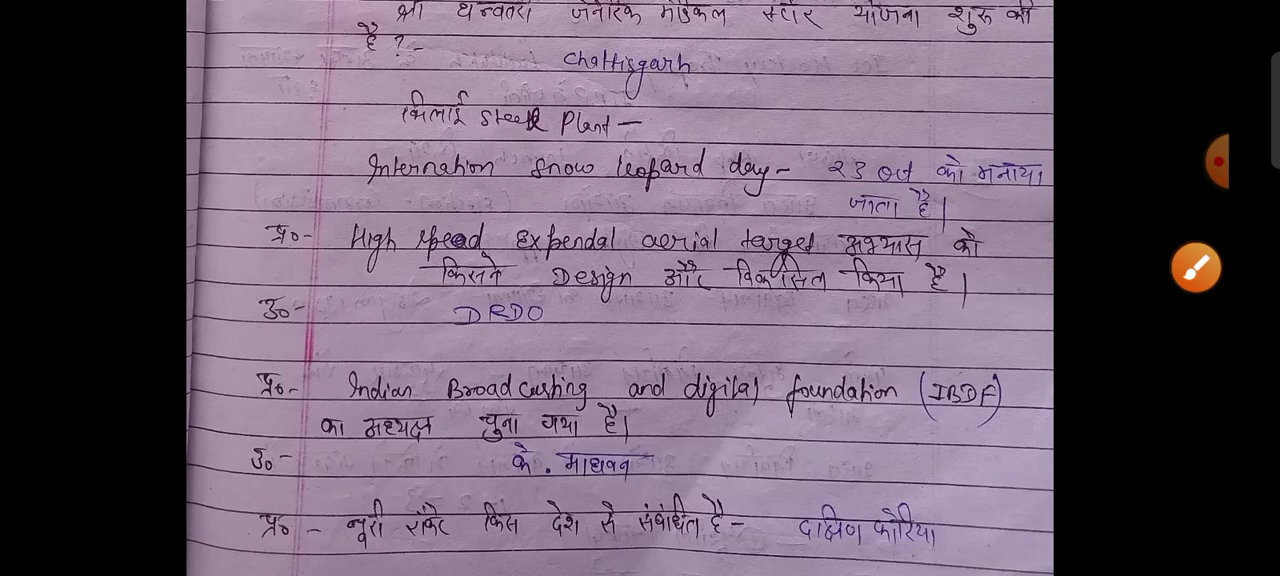 श्री धन्वंतरी जेनेरिक मेडिकल स्टोर योजना शुरू की
है ? -
Chattisgarh
भिलाई Steel Plant —
Internation Snow leopard day - 23 Oct को मनाया
जाता है।
प्र०- High speed Expendal aerial target अभ्यास को
किसने Design और विकसित किया है।
उ०-
DRDO
प्र०- Indian Broadcasting and digital foundation (IBDF)
का अध्यक्ष चुना गया है।
उ०-
के. माधवन
प्र० - नूरी रॉकेट किस देश से संबंधित है - दाक्षिण कोरिया